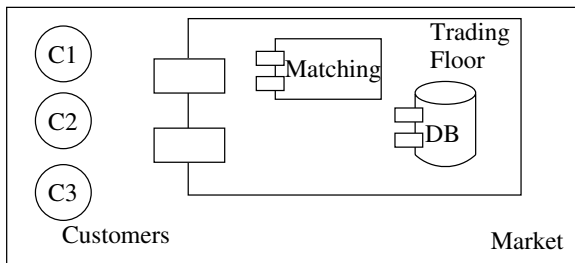 C1
C2
C3
Customers
Matching
Trading
Floor
DB
Market